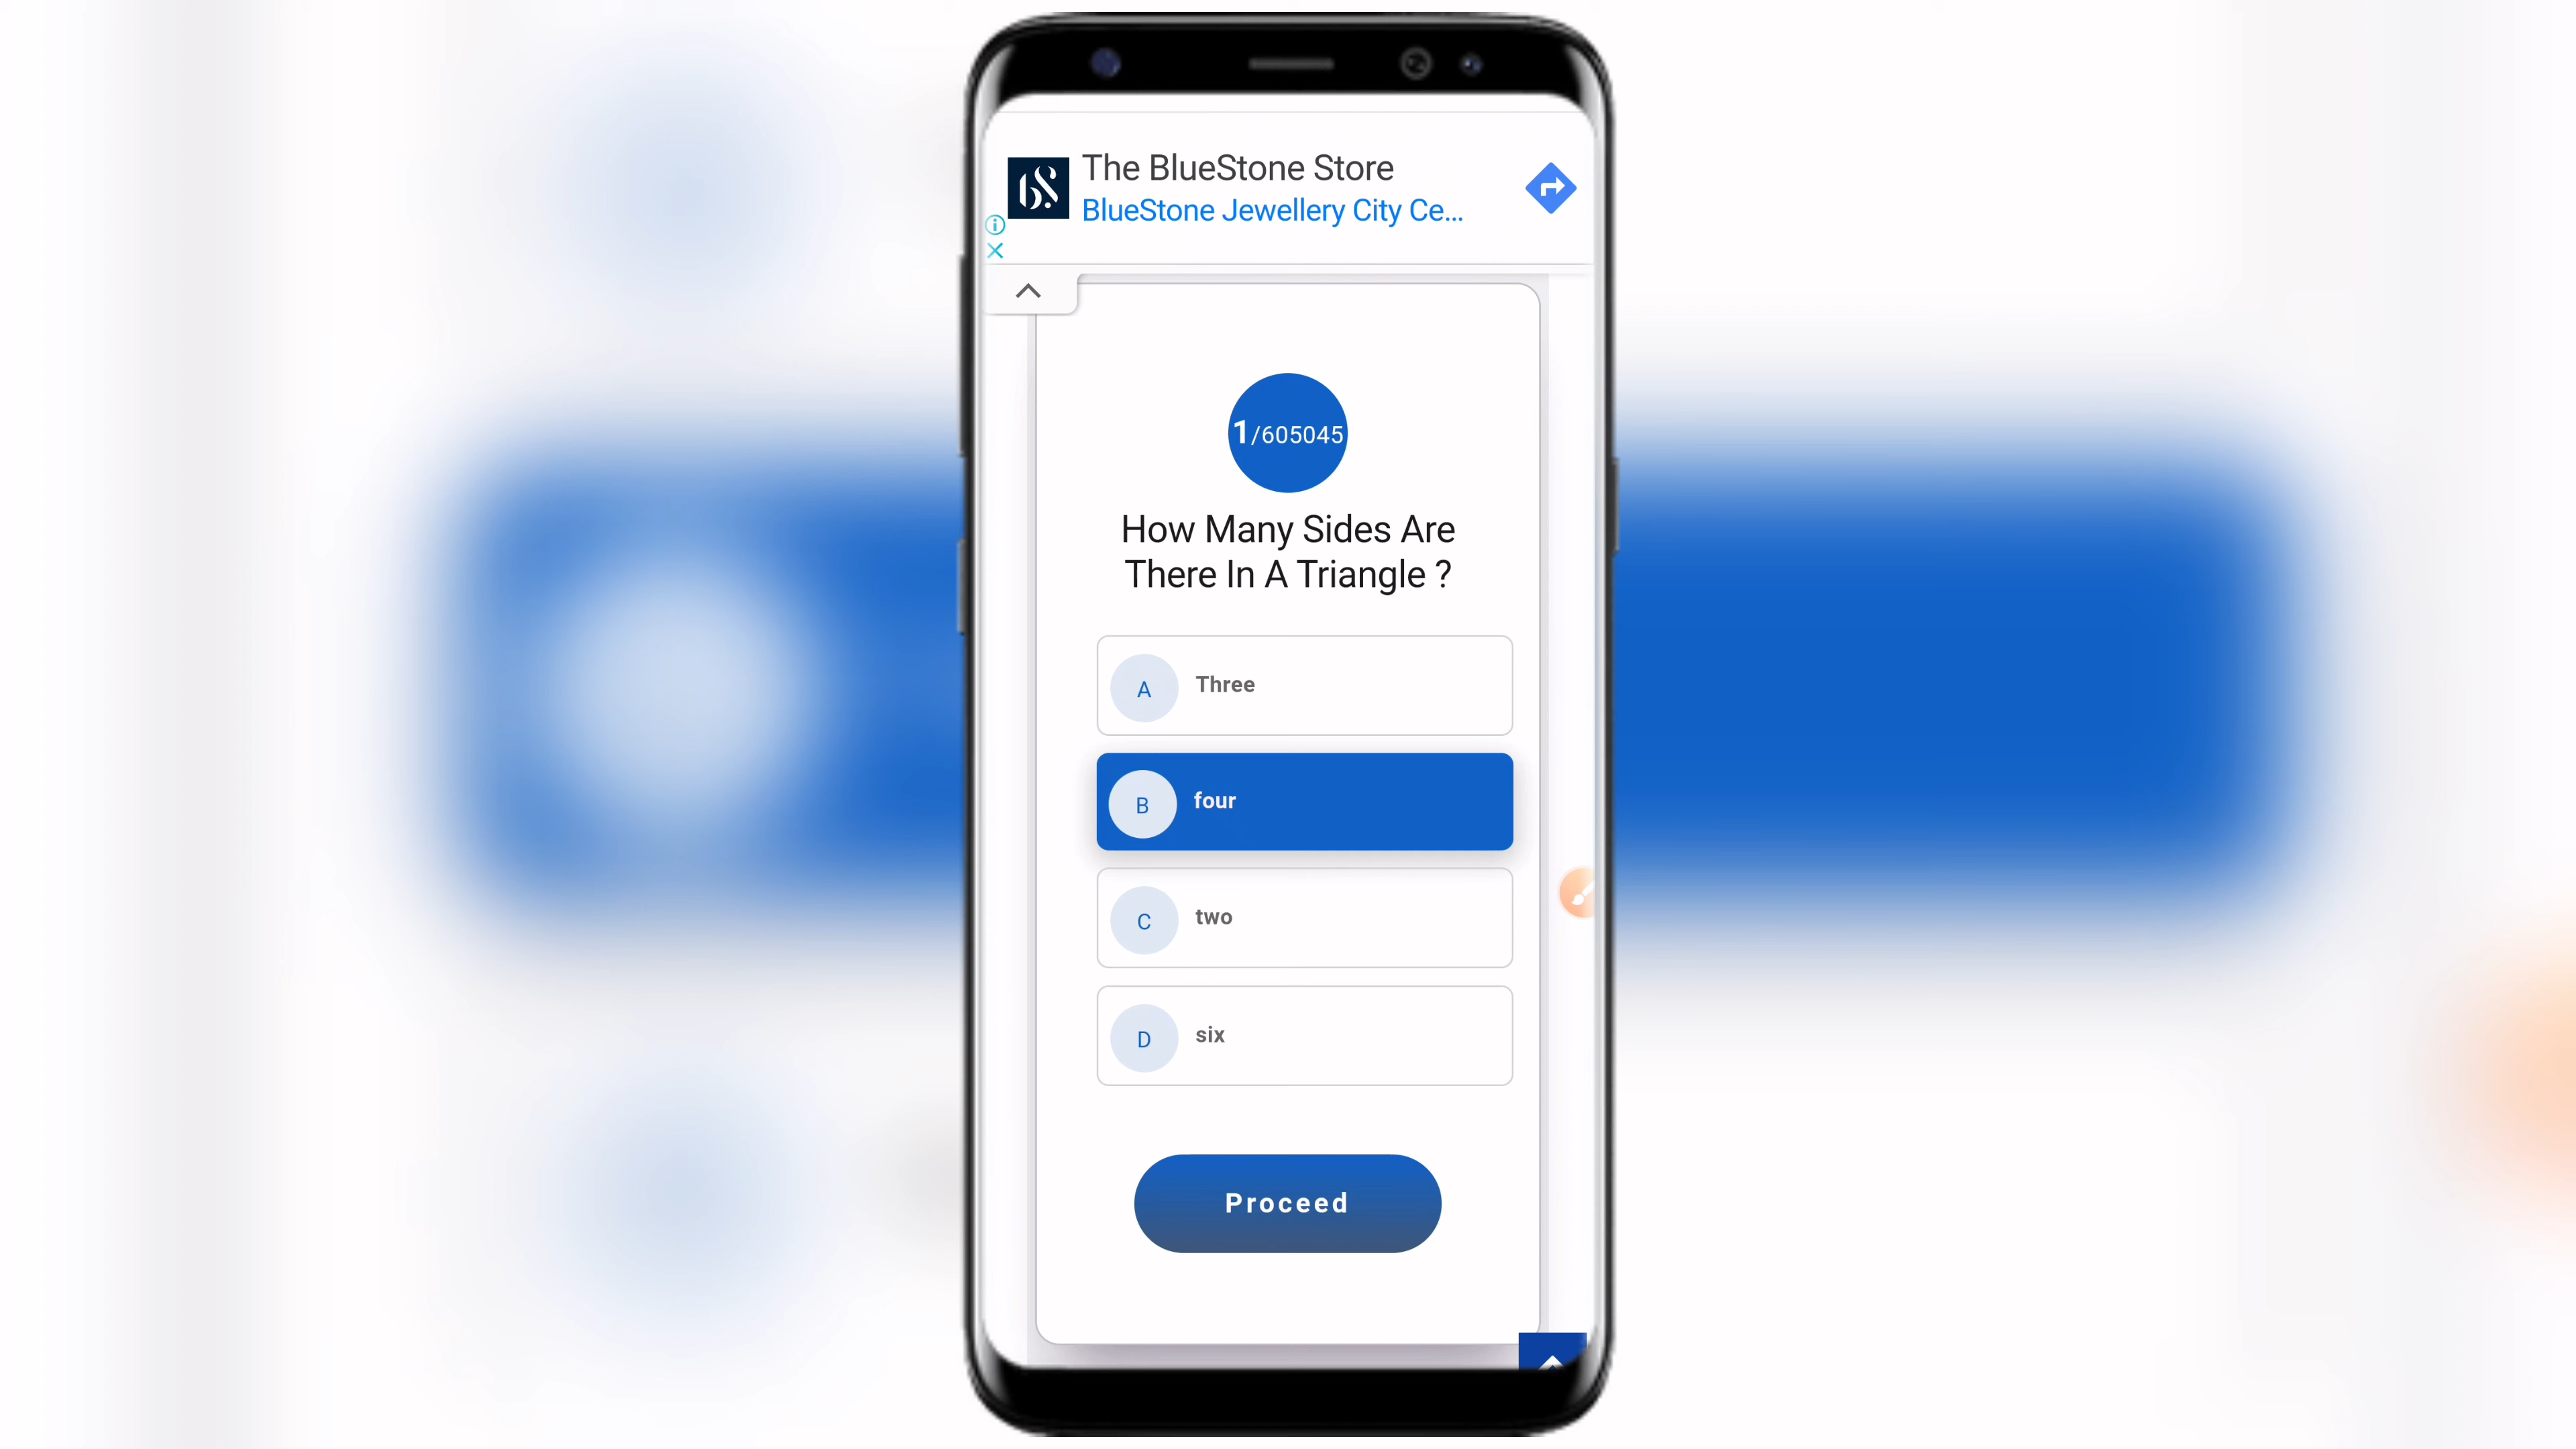 The BlueStone Store
BlueStone Jewellery City Ce...
1/605045
How Many Sides Are
There In A Triangle ?
A Three
B four
C two
D six
Proceed